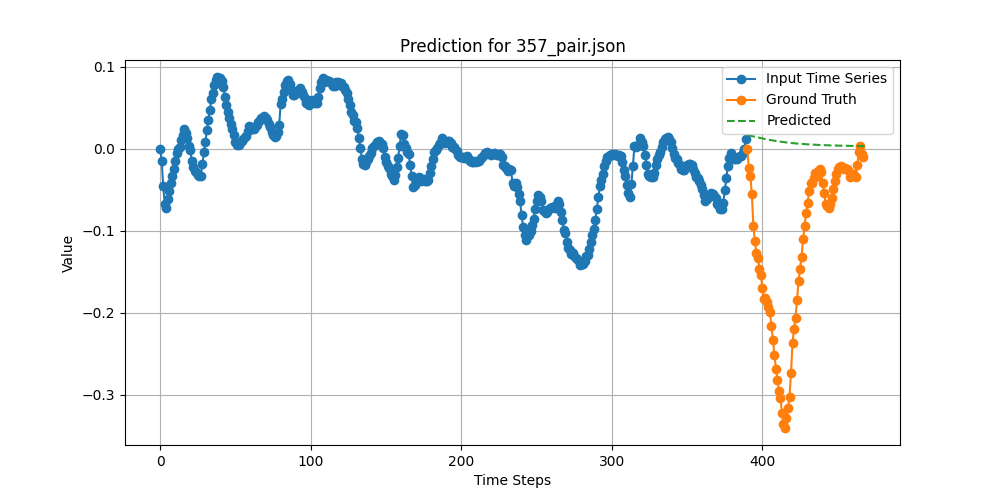 Prediction for 357_pair.json
Input Time Series
Ground Truth
Predicted
0.1
0.0
−0.1
−0.2
−0.3
Value
0
100
200
300
400
Time Steps